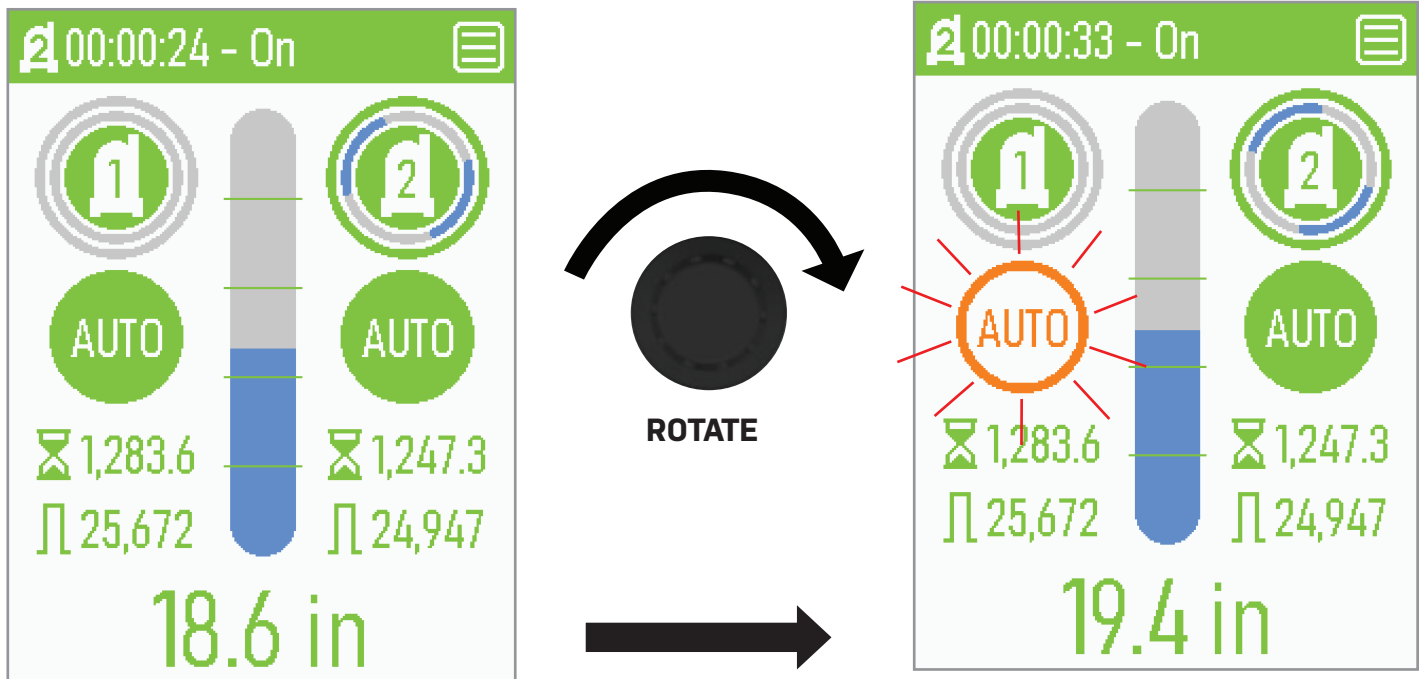 2 00:00:24 - On
1 2
AUTO AUTO
1,283.6 1,247.3
25,672 24,947
18.6 in
ROTATE
2 00:00:33 - On
1 2
AUTO AUTO
1,283.6 1,247.3
25,672 24,947
19.4 in